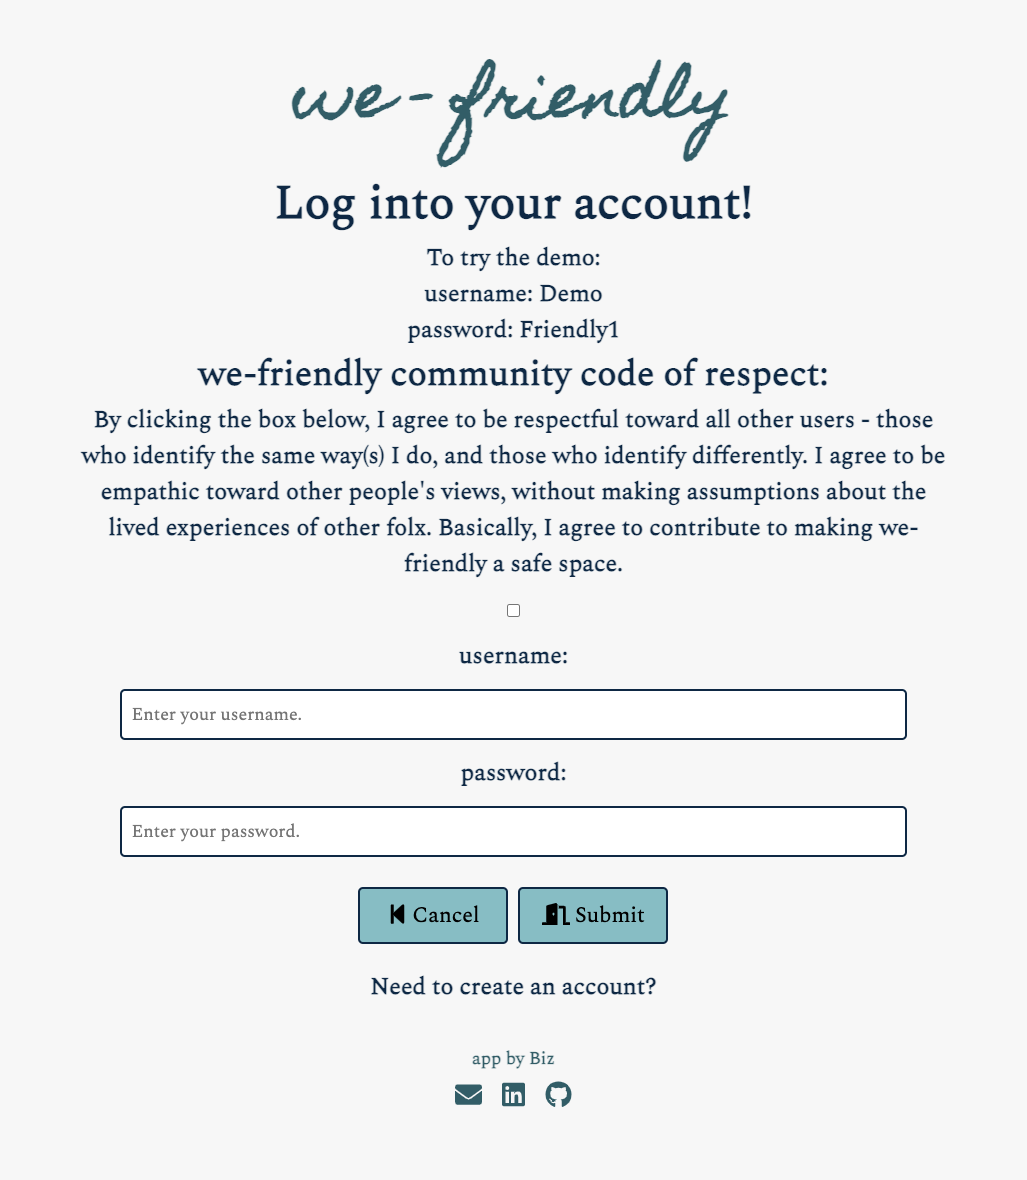 we-friendly
Log into your account!
To try the demo:
username: Demo
password: Friendly1
we-friendly community code of respect:
By clicking the box below, I agree to be respectful toward all other users - those
who identify the same way(s) I do, and those who identify differently. I agree to be
empathic toward other people's views, without making assumptions about the
lived experiences of other folx. Basically, I agree to contribute to making we-
friendly a safe space.
username:
Enter your username.
password:
Enter your password.
Cancel Submit
Need to create an account?
app by Biz
in